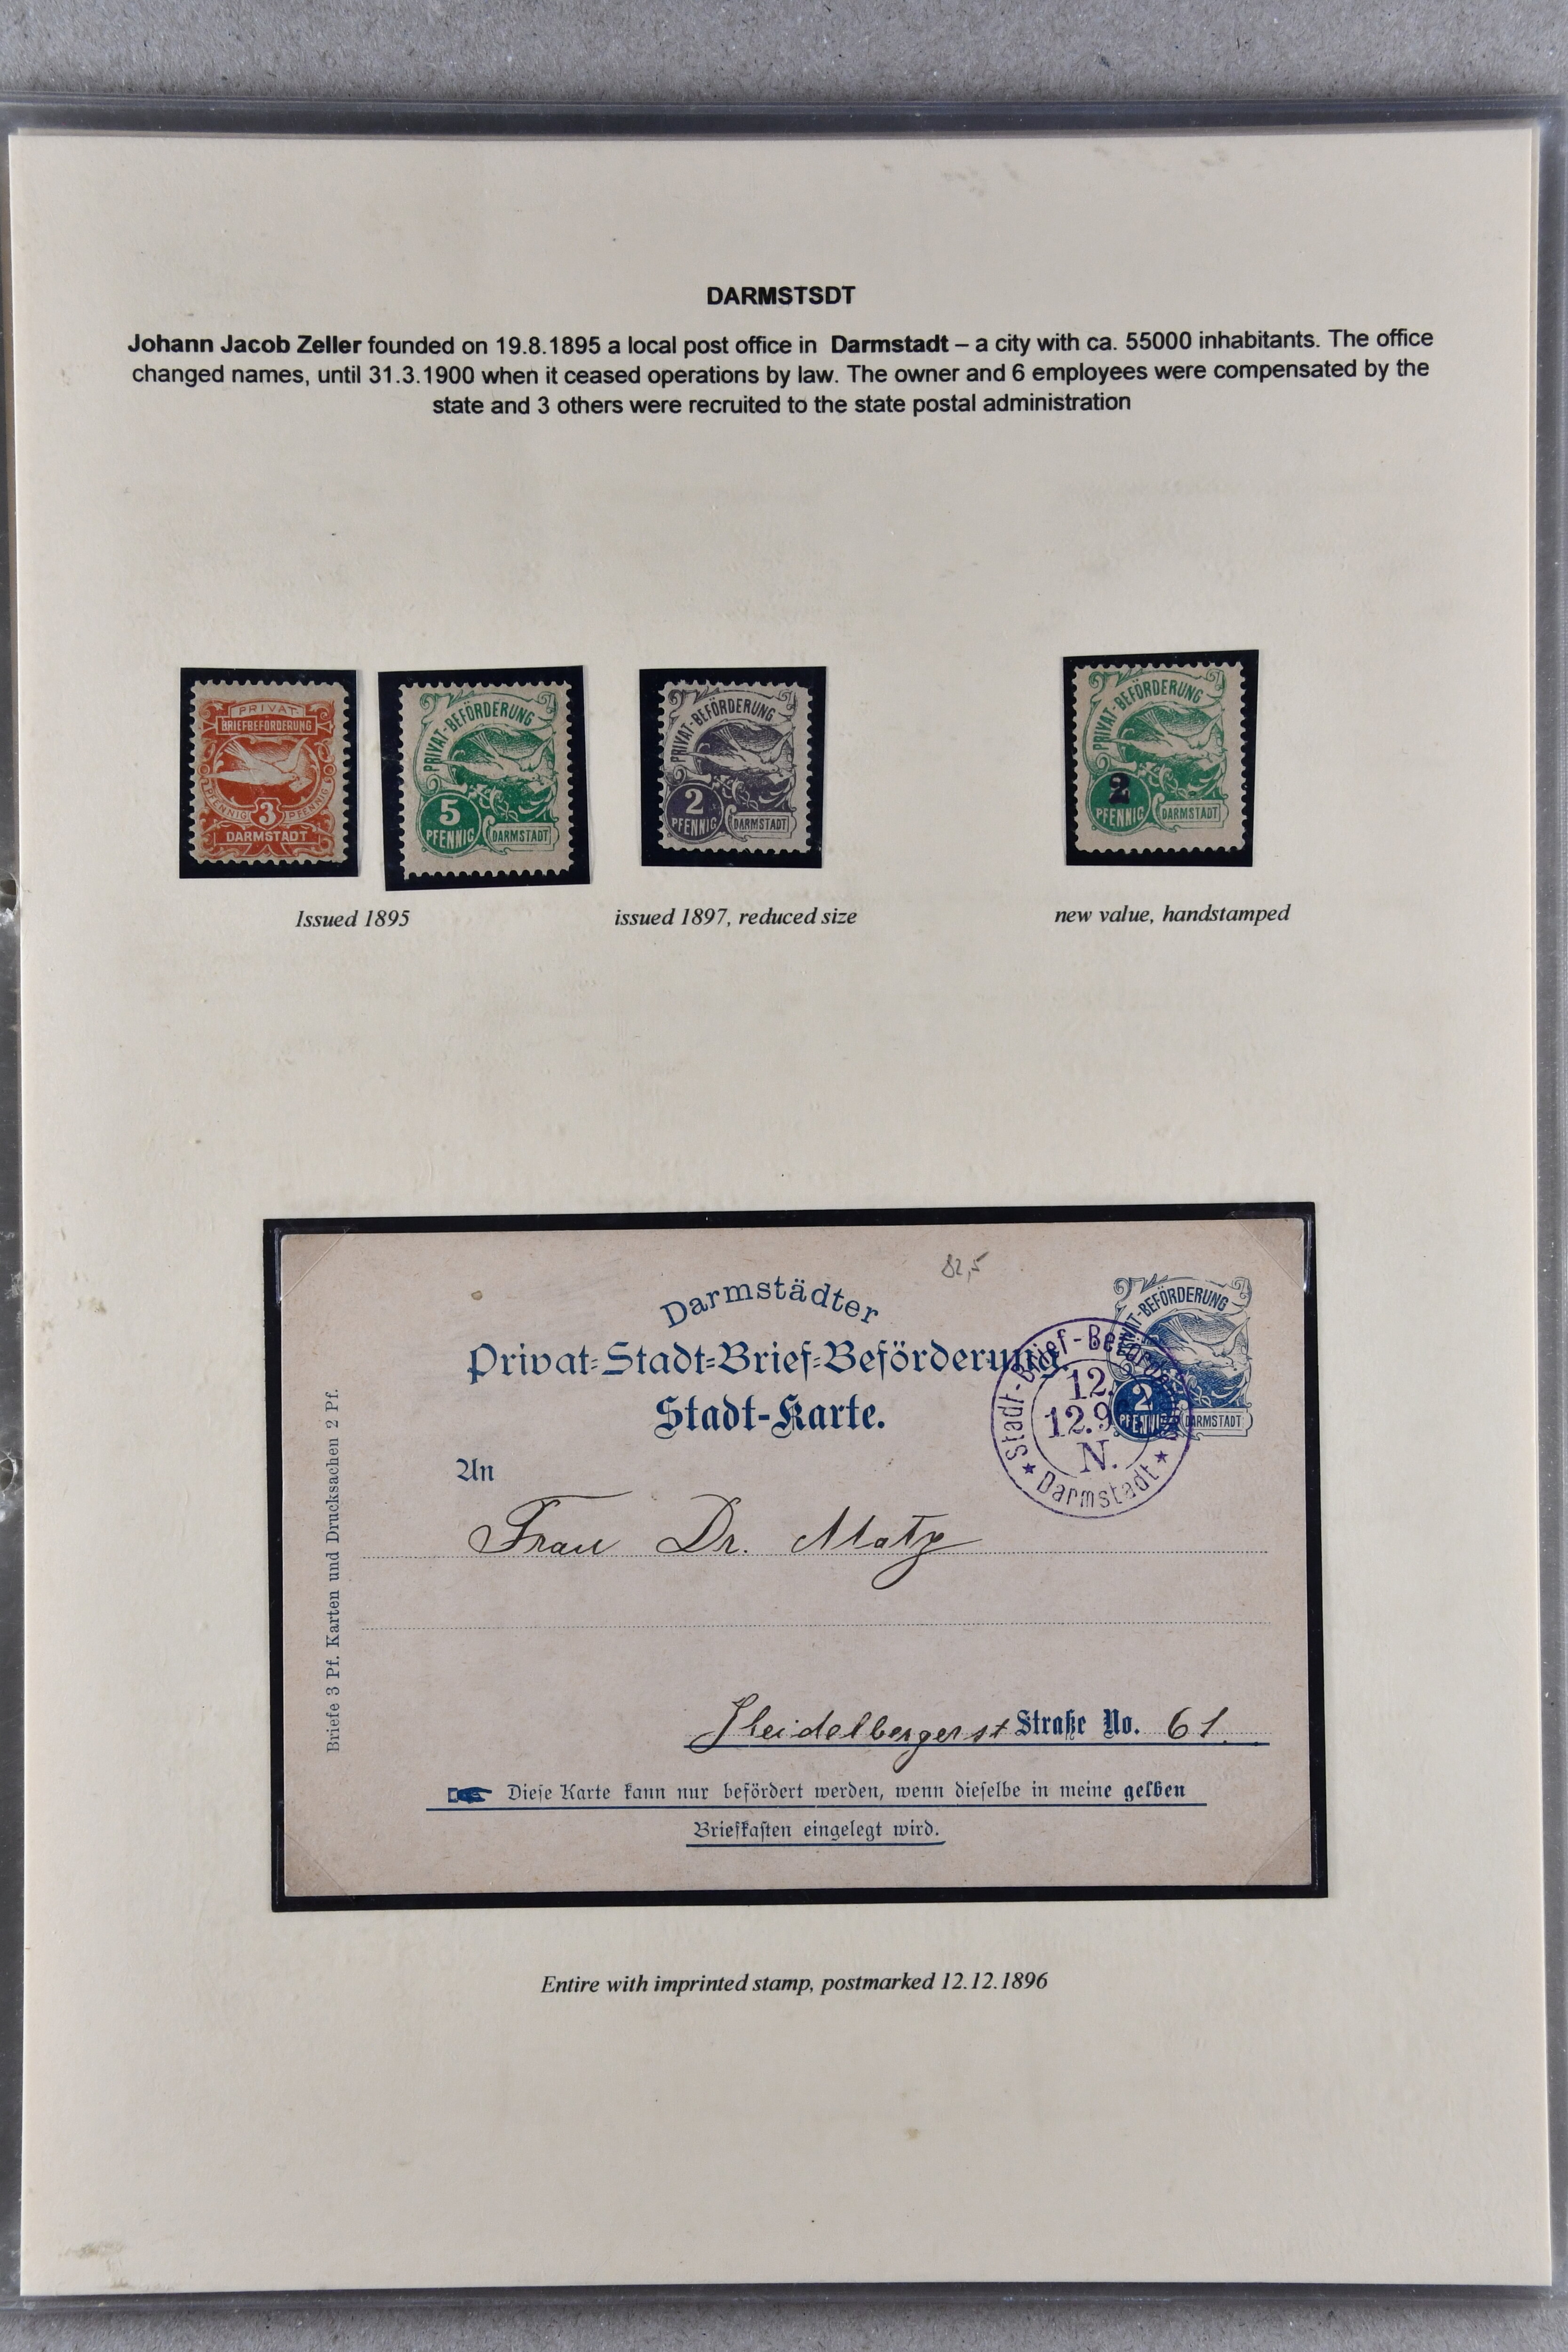 DARMSTSDT
Johann Jacob Zeller founded on 19.8.1895 a local post office in Darmstadt – a city with ca. 55000 inhabitants. The office
changed names, until 31.3.1900 when it ceased operations by law. The owner and 6 employees were compensated by the
state and 3 others were recruited to the state postal administration
PRIVAT-
BRIEFBEFÖRDERUNG
PFENNIG 3 PFENNIG
DARMSTADT
PRIVAT-BEFÖRDERUNG
5
PFENNIG
DARMSTADT
PRIVAT-BEFÖRDERUNG
2
PFENNIG
DARMSTADT
PRIVAT-BEFÖRDERUNG
2
PFENNIG
DARMSTADT
Issued 1895
issued 1897, reduced size
new value, handstamped
82,5
Darmstädter
Privat-Stadt-Brief-Beförderung.
Stadt-Karte.
PRIVAT-BEFÖRDERUNG
2
PFENNIG
DARMSTADT
Stadt-Brief-Beförderung
12.
12.9
N.
Darmstadt
An
Frau Dr. Matz
Heidelbergerst Straße No. 61.
Diese Karte kann nur befördert werden, wenn dieselbe in meine gelben
Briefkasten eingelegt wird.
Briefe 3 Pf. Karten und Drucksachen 2 Pf.
Entire with imprinted stamp, postmarked 12.12.1896